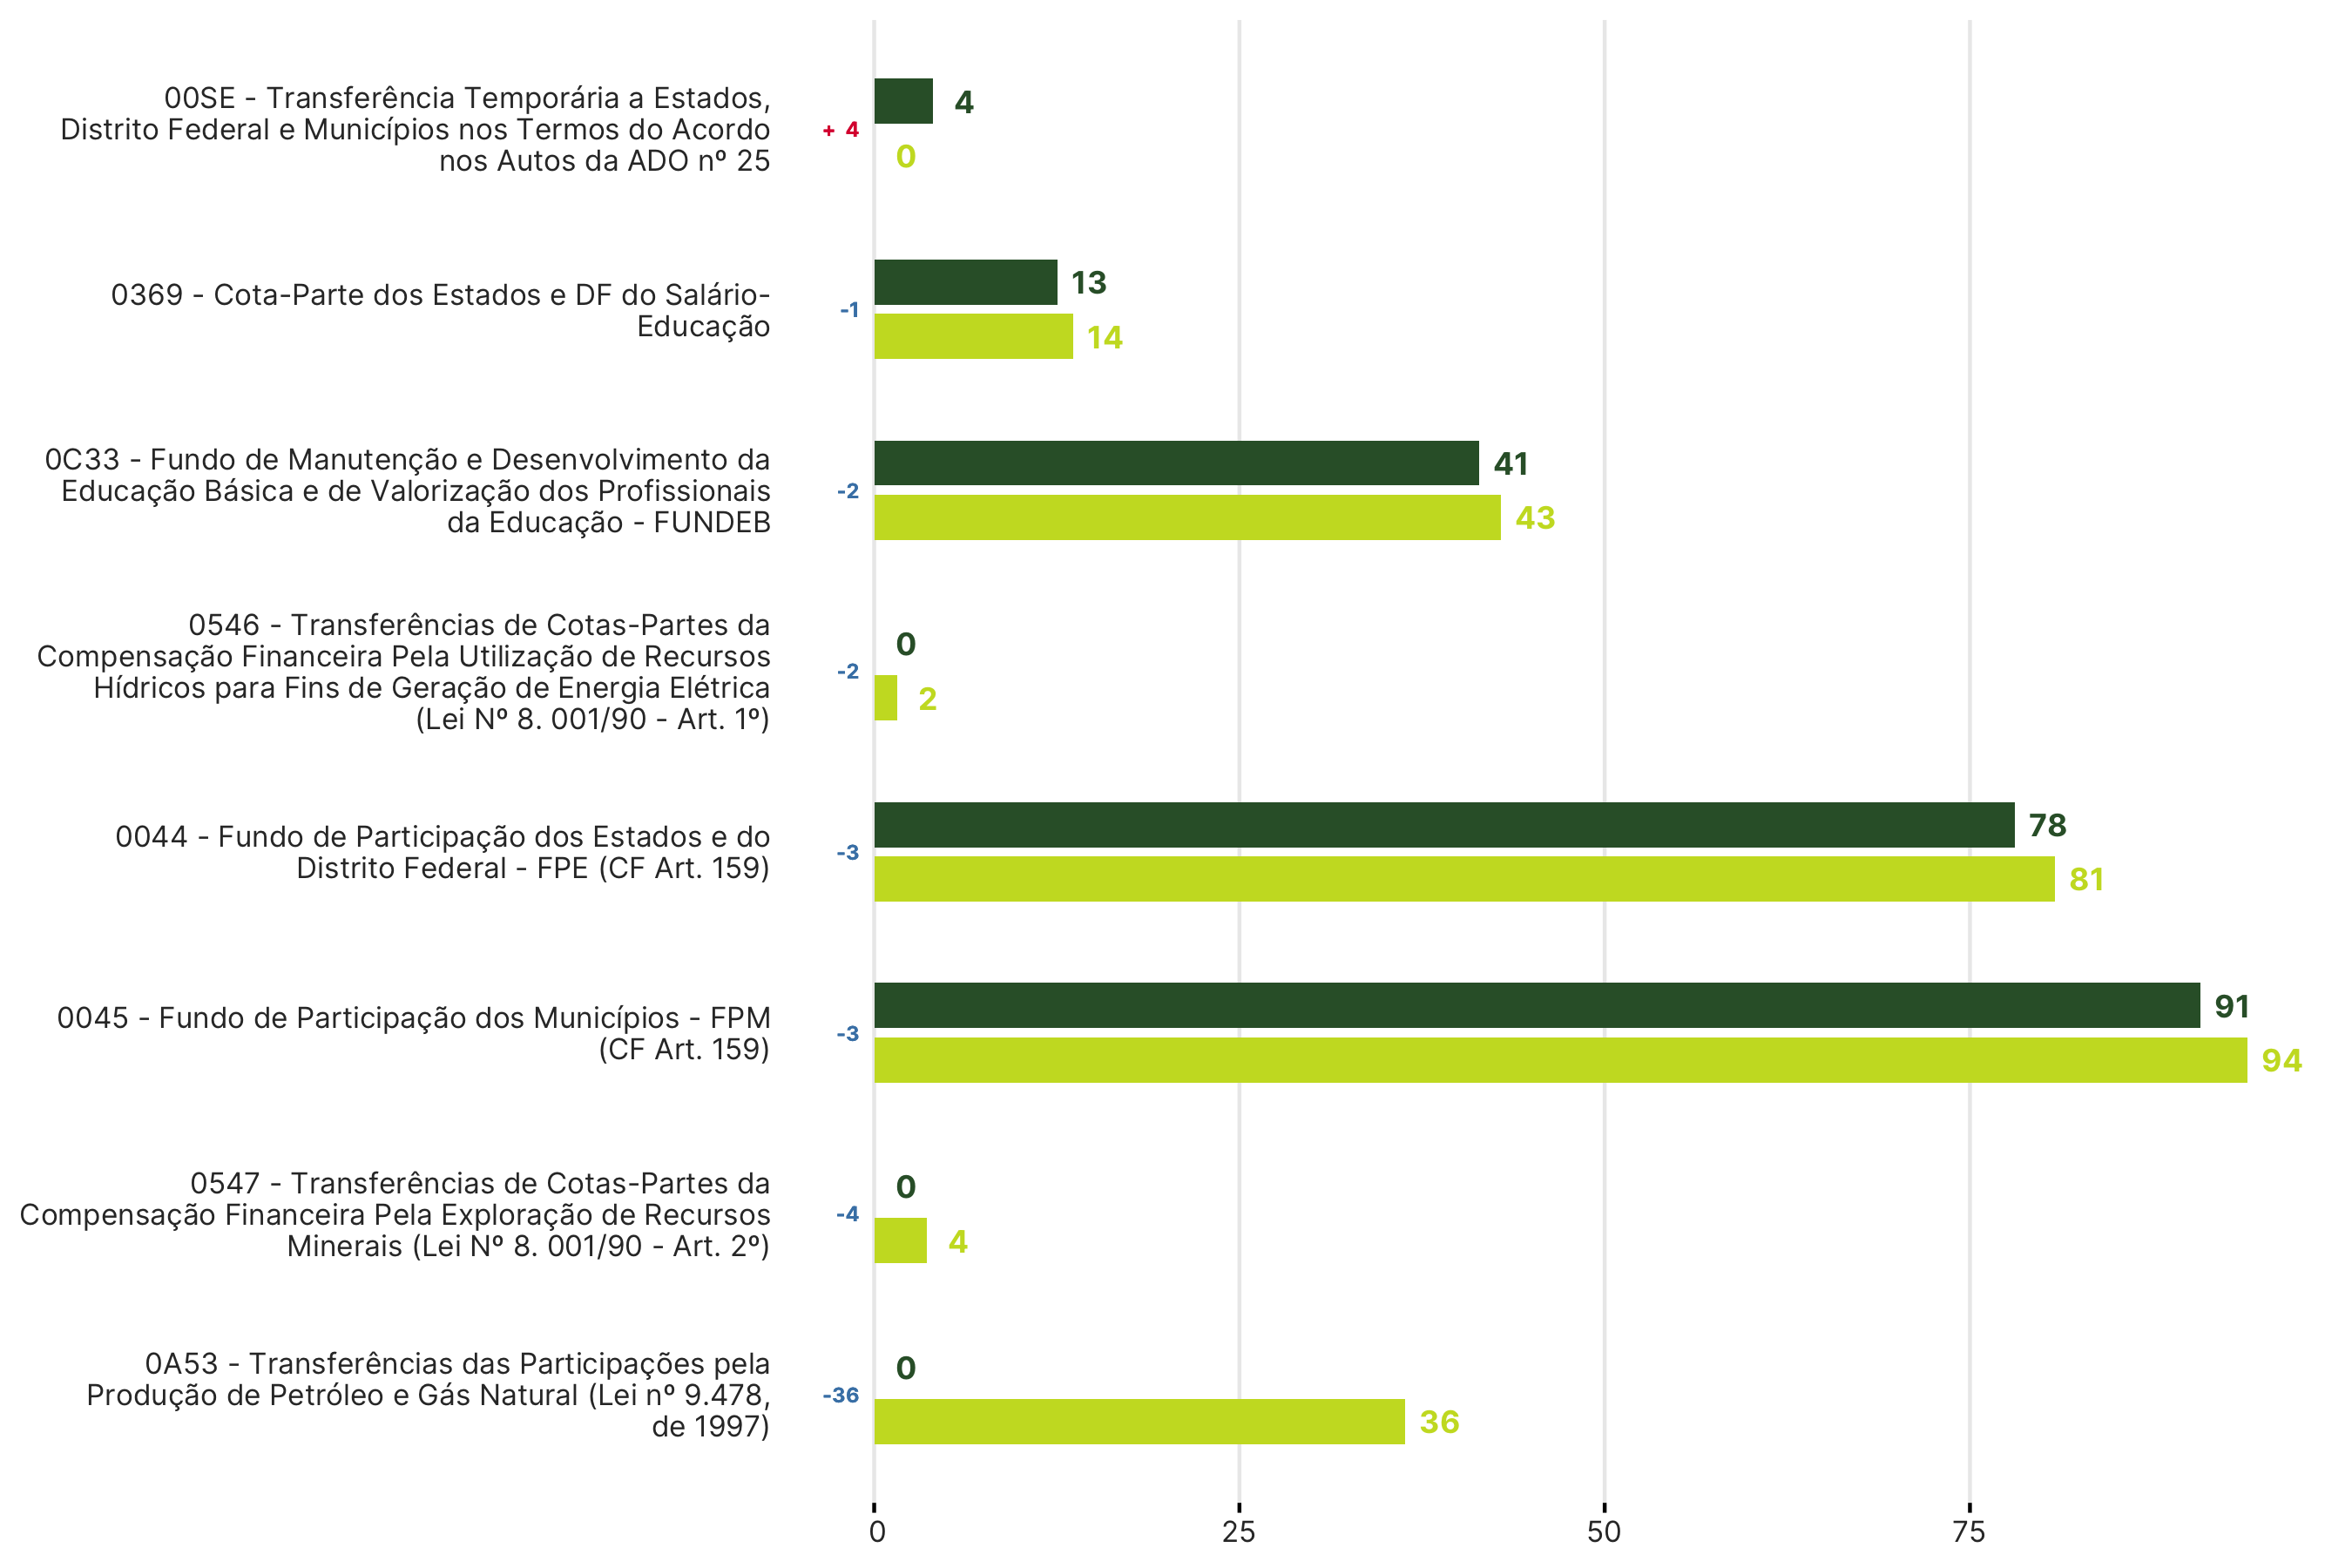 00SE - Transferência Temporária a Estados,
Distrito Federal e Municípios nos Termos do Acordo
nos Autos da ADO nº 25
+ 4
4
0
0369 - Cota-Parte dos Estados e DF do Salário-
Educação
-1
13
14
0C33 - Fundo de Manutenção e Desenvolvimento da
Educação Básica e de Valorização dos Profissionais
da Educação - FUNDEB
-2
41
43
0546 - Transferências de Cotas-Partes da
Compensação Financeira Pela Utilização de Recursos
Hídricos para Fins de Geração de Energia Elétrica
(Lei Nº 8. 001/90 - Art. 1º)
-2
0
2
0044 - Fundo de Participação dos Estados e do
Distrito Federal - FPE (CF Art. 159)
-3
78
81
0045 - Fundo de Participação dos Municípios - FPM
(CF Art. 159)
-3
91
94
0547 - Transferências de Cotas-Partes da
Compensação Financeira Pela Exploração de Recursos
Minerais (Lei Nº 8. 001/90 - Art. 2º)
-4
0
4
0A53 - Transferências das Participações pela
Produção de Petróleo e Gás Natural (Lei nº 9.478,
de 1997)
-36
0
36
0 25 50 75